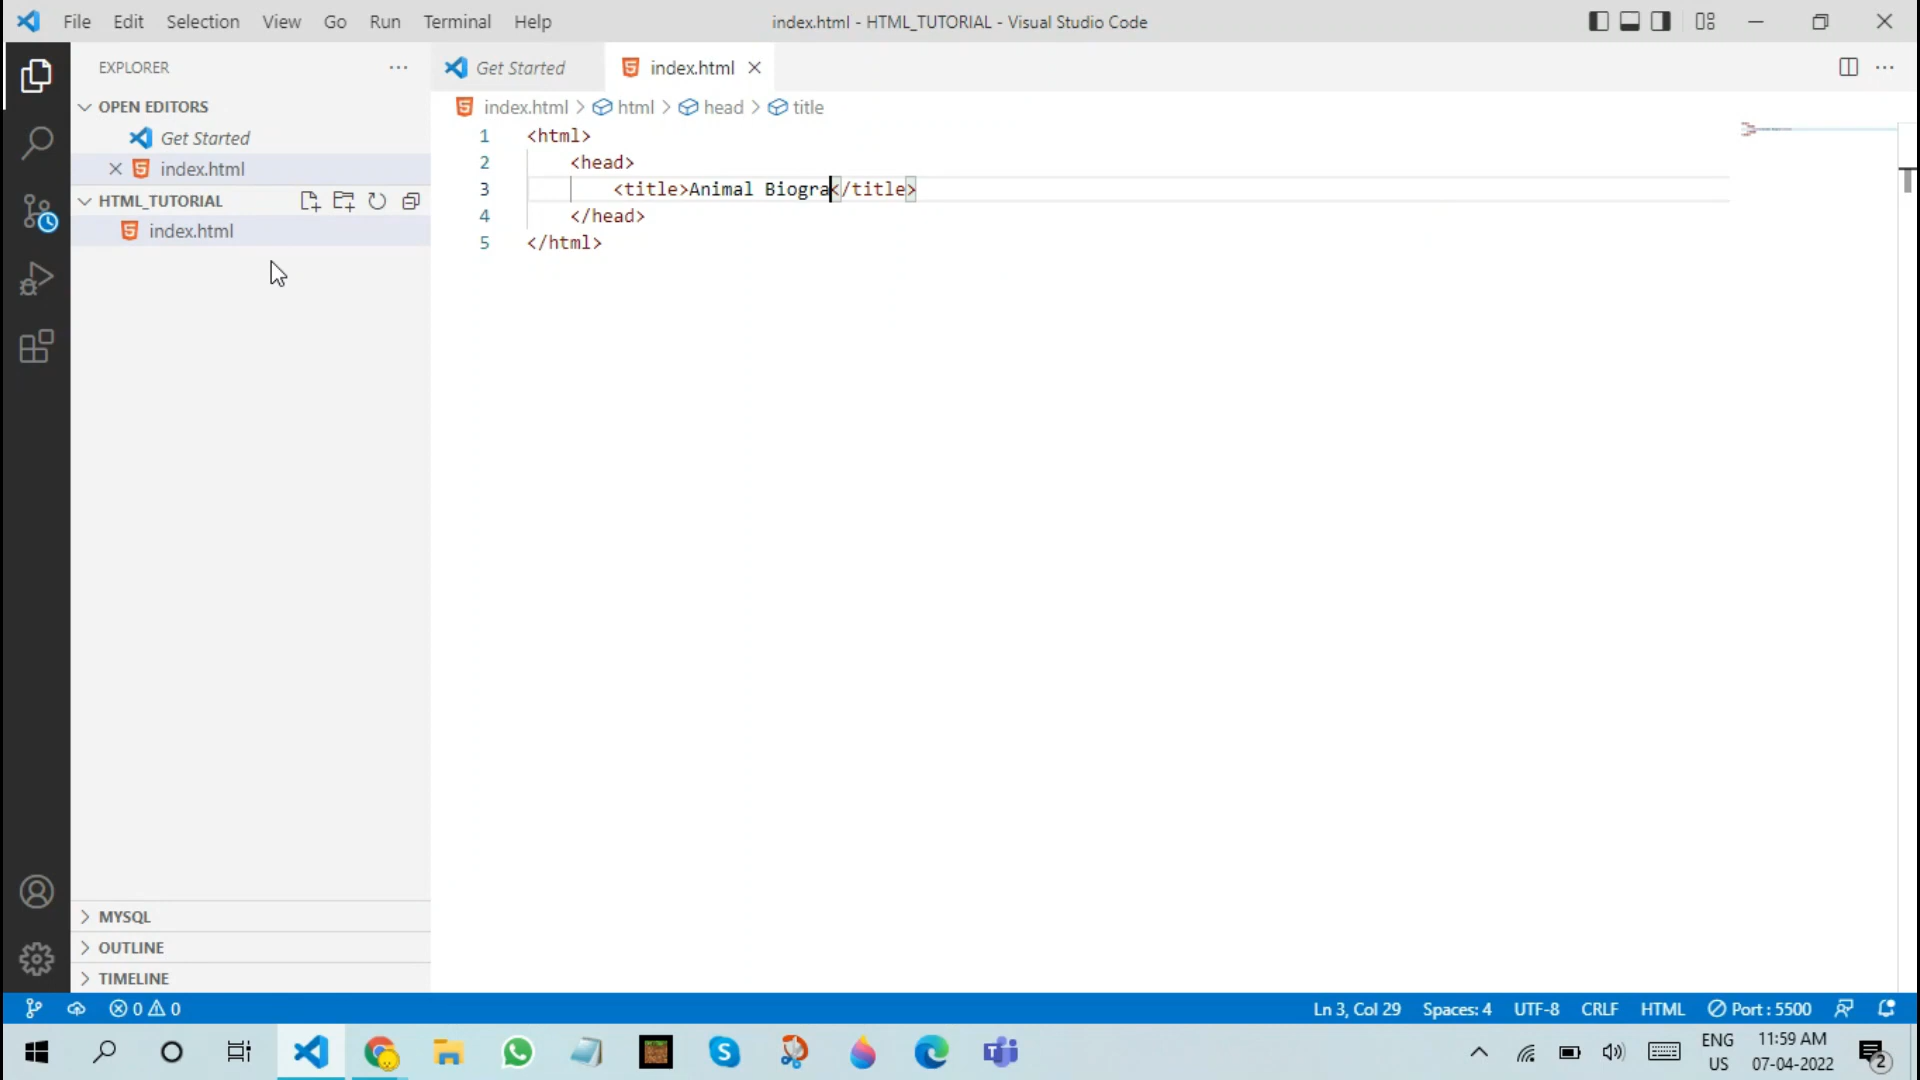 File Edit Selection View Go Run Terminal Help
index.html - HTML_TUTORIAL - Visual Studio Code
EXPLORER
OPEN EDITORS
Get Started
index.html
HTML_TUTORIAL
index.html
MYSQL
OUTLINE
TIMELINE
Get Started
index.html
index.html > html > head > title
1 <html>
2 <head>
3 <title>Animal Biogra</title>
4 </head>
5 </html>
0 0
Ln 3, Col 29 Spaces: 4 UTF-8 CRLF HTML Port : 5500
ENG
US
11:59 AM
07-04-2022
2